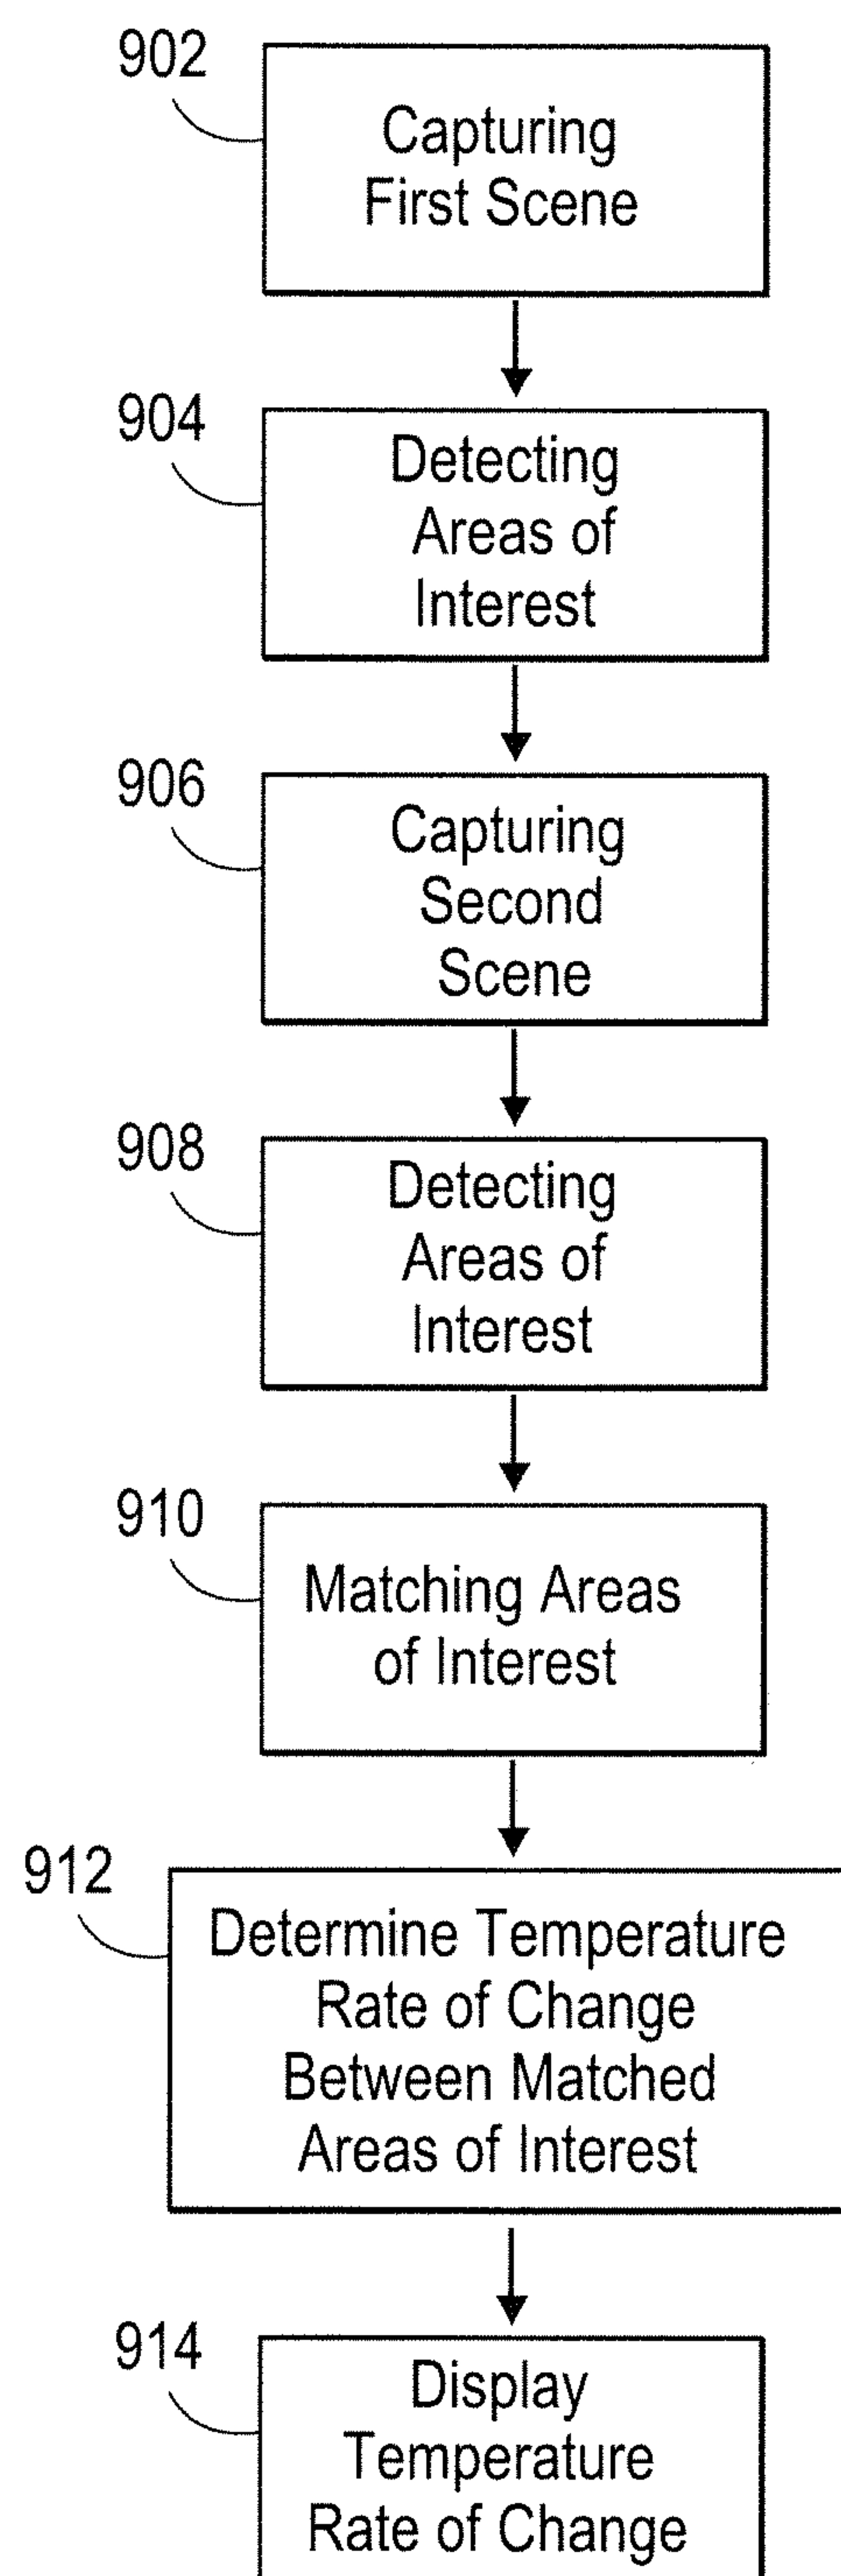 902
Capturing
First Scene
904
Detecting
Areas of
Interest
906
Capturing
Second
Scene
908
Detecting
Areas of
Interest
910
Matching Areas
of Interest
912
Determine Temperature
Rate of Change
Between Matched
Areas of Interest
914
Display
Temperature
Rate of Change